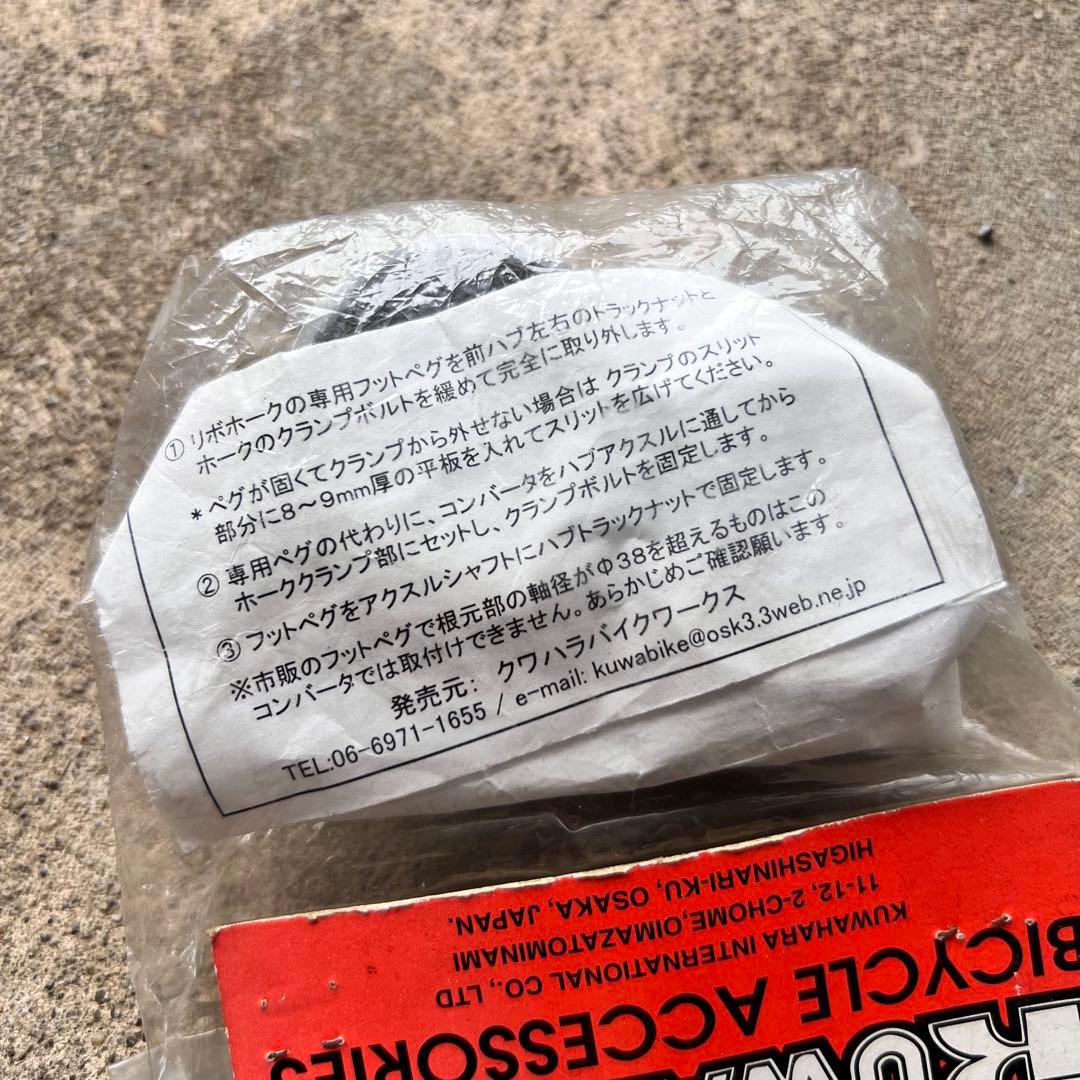 ① リボホークの専用フットペグを前ハブ左右のトラックナットと
ホークのクランプボルトを緩めて完全に取り外します。
* ペグが固くてクランプから外せない場合は クランプのスリット
部分に8～9mm厚の平板を入れてスリットを広げてください。
② 専用ペグの代わりに、コンバータをハブアクスルに通してから
ホーククランプ部にセットし、クランプボルトを固定します。
③ フットペグをアクスルシャフトにハブトラックナットで固定します。
※市販のフットペグで根元部の軸径がΦ38を超えるものはこの
コンバータでは取付けできません。あらかじめご確認願います。
発売元： クワハラバイクワークス
TEL:06-6971-1655 / e-mail: kuwabike@osk3.3web.ne.jp
BICYCLE ACCESSORIES
KUWAHARA INTERNATIONAL CO., LTD
11-12, 2-CHOME,OIMAZATOMINAMI
HIGASHINARI-KU, OSAKA, JAPAN.